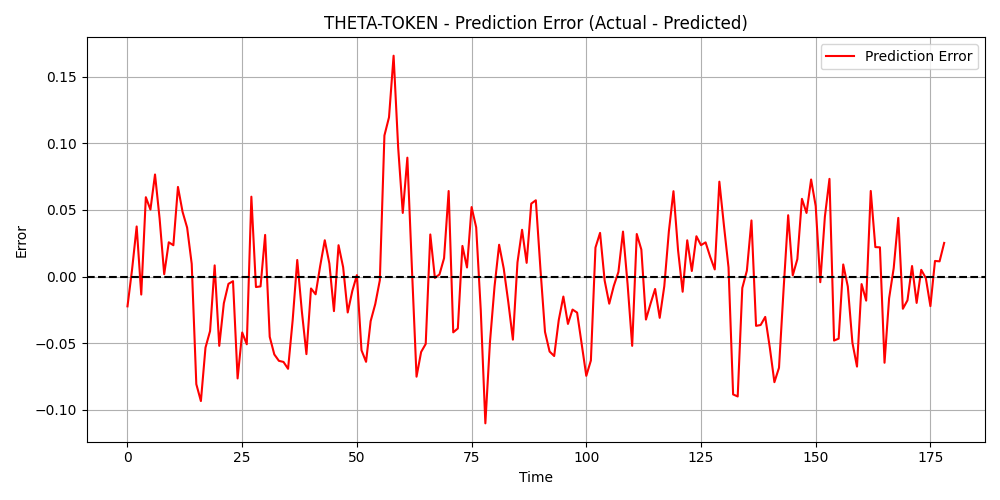 THETA-TOKEN - Prediction Error (Actual - Predicted)
Prediction Error
Error
0.15
0.10
0.05
0.00
−0.05
−0.10
0 25 50 75 100 125 150 175
Time